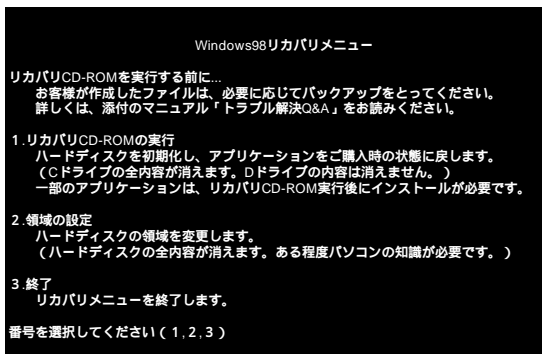 Windows98リカバリメニュー
リカバリCD-ROMを実行する前に...
お客様が作成したファイルは、必要に応じてバックアップをとってください。
詳しくは、添付のマニュアル「トラブル解決Q&A」をお読みください。
１.リカバリCD-ROMの実行
ハードディスクを初期化し、アプリケーションをご購入時の状態に戻します。
（Cドライブの全内容が消えます。Dドライブの内容は消えません。）
一部のアプリケーションは、リカバリCD-ROM実行後にインストールが必要です。
２.領域の設定
ハードディスクの領域を変更します。
（ハードディスクの全内容が消えます。ある程度パソコンの知識が必要です。）
３.終了
リカバリメニューを終了します。
番号を選択してください（１,２,３）